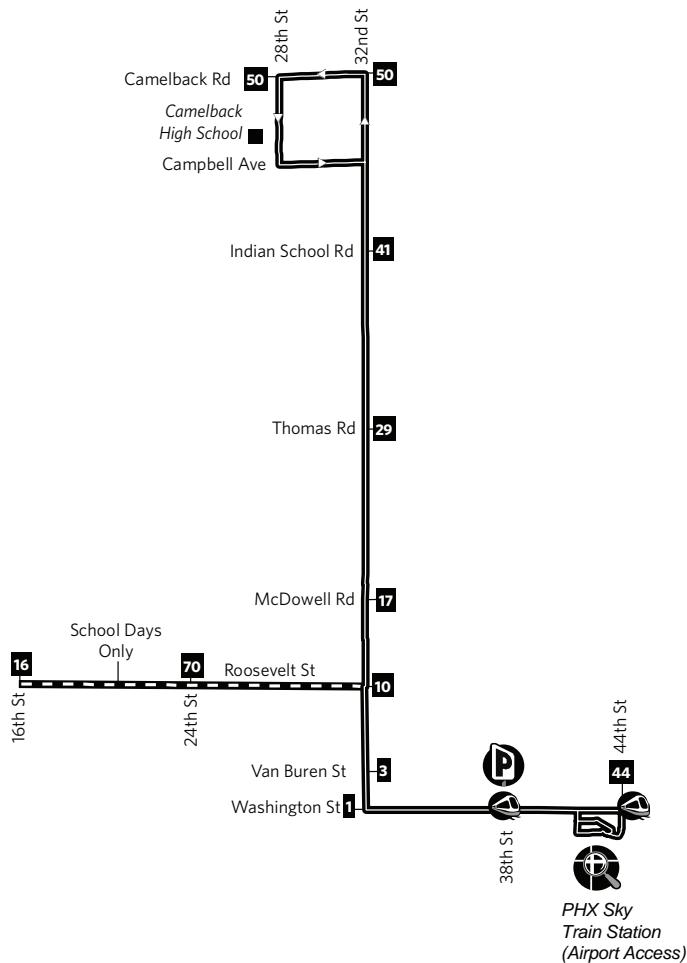 28th St
32nd St
Camelback Rd 50 50
Camelback
High School
Campbell Ave
Indian School Rd 41
Thomas Rd 29
McDowell Rd 17
School Days
Only
16 70 Roosevelt St 10
16th St
24th St
44th St
Van Buren St 3
P
44
Washington St 1
38th St
PHX Sky
Train Station
(Airport Access)